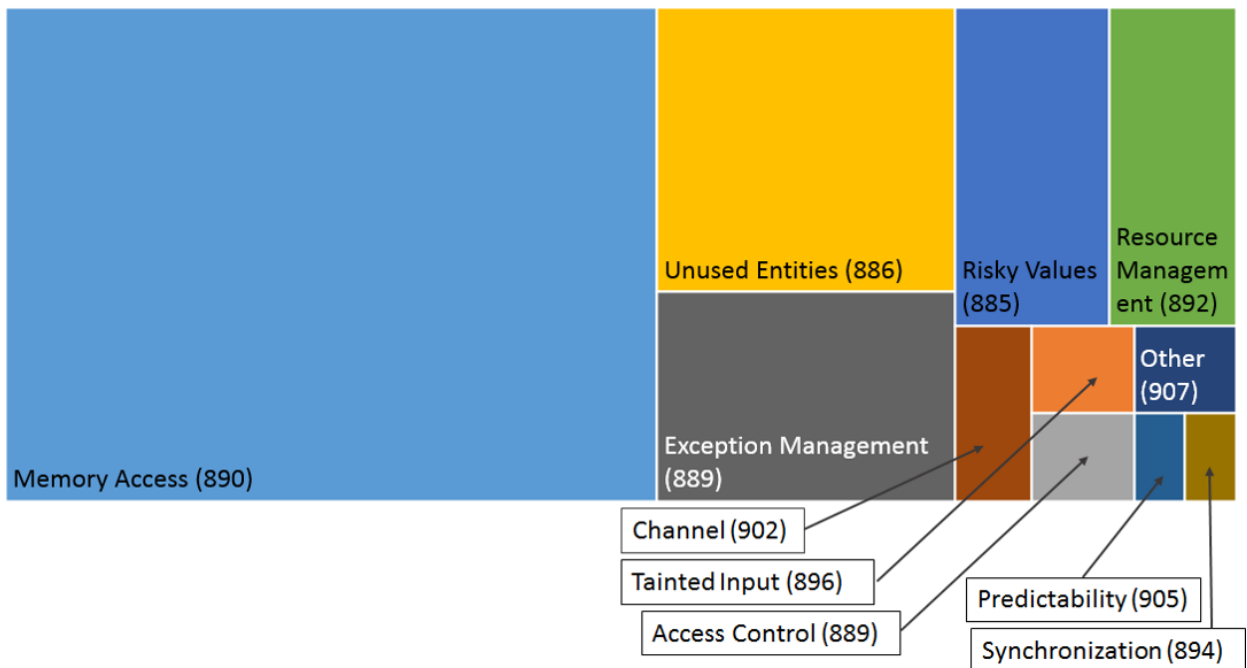 Unused Entities (886)
Risky Values
(885)
Resource
Managem
ent (892)
Memory Access (890)
Exception Management
(889)
Other
(907)
Channel (902)
Tainted Input (896)
Access Control (889)
Predictability (905)
Synchronization (894)